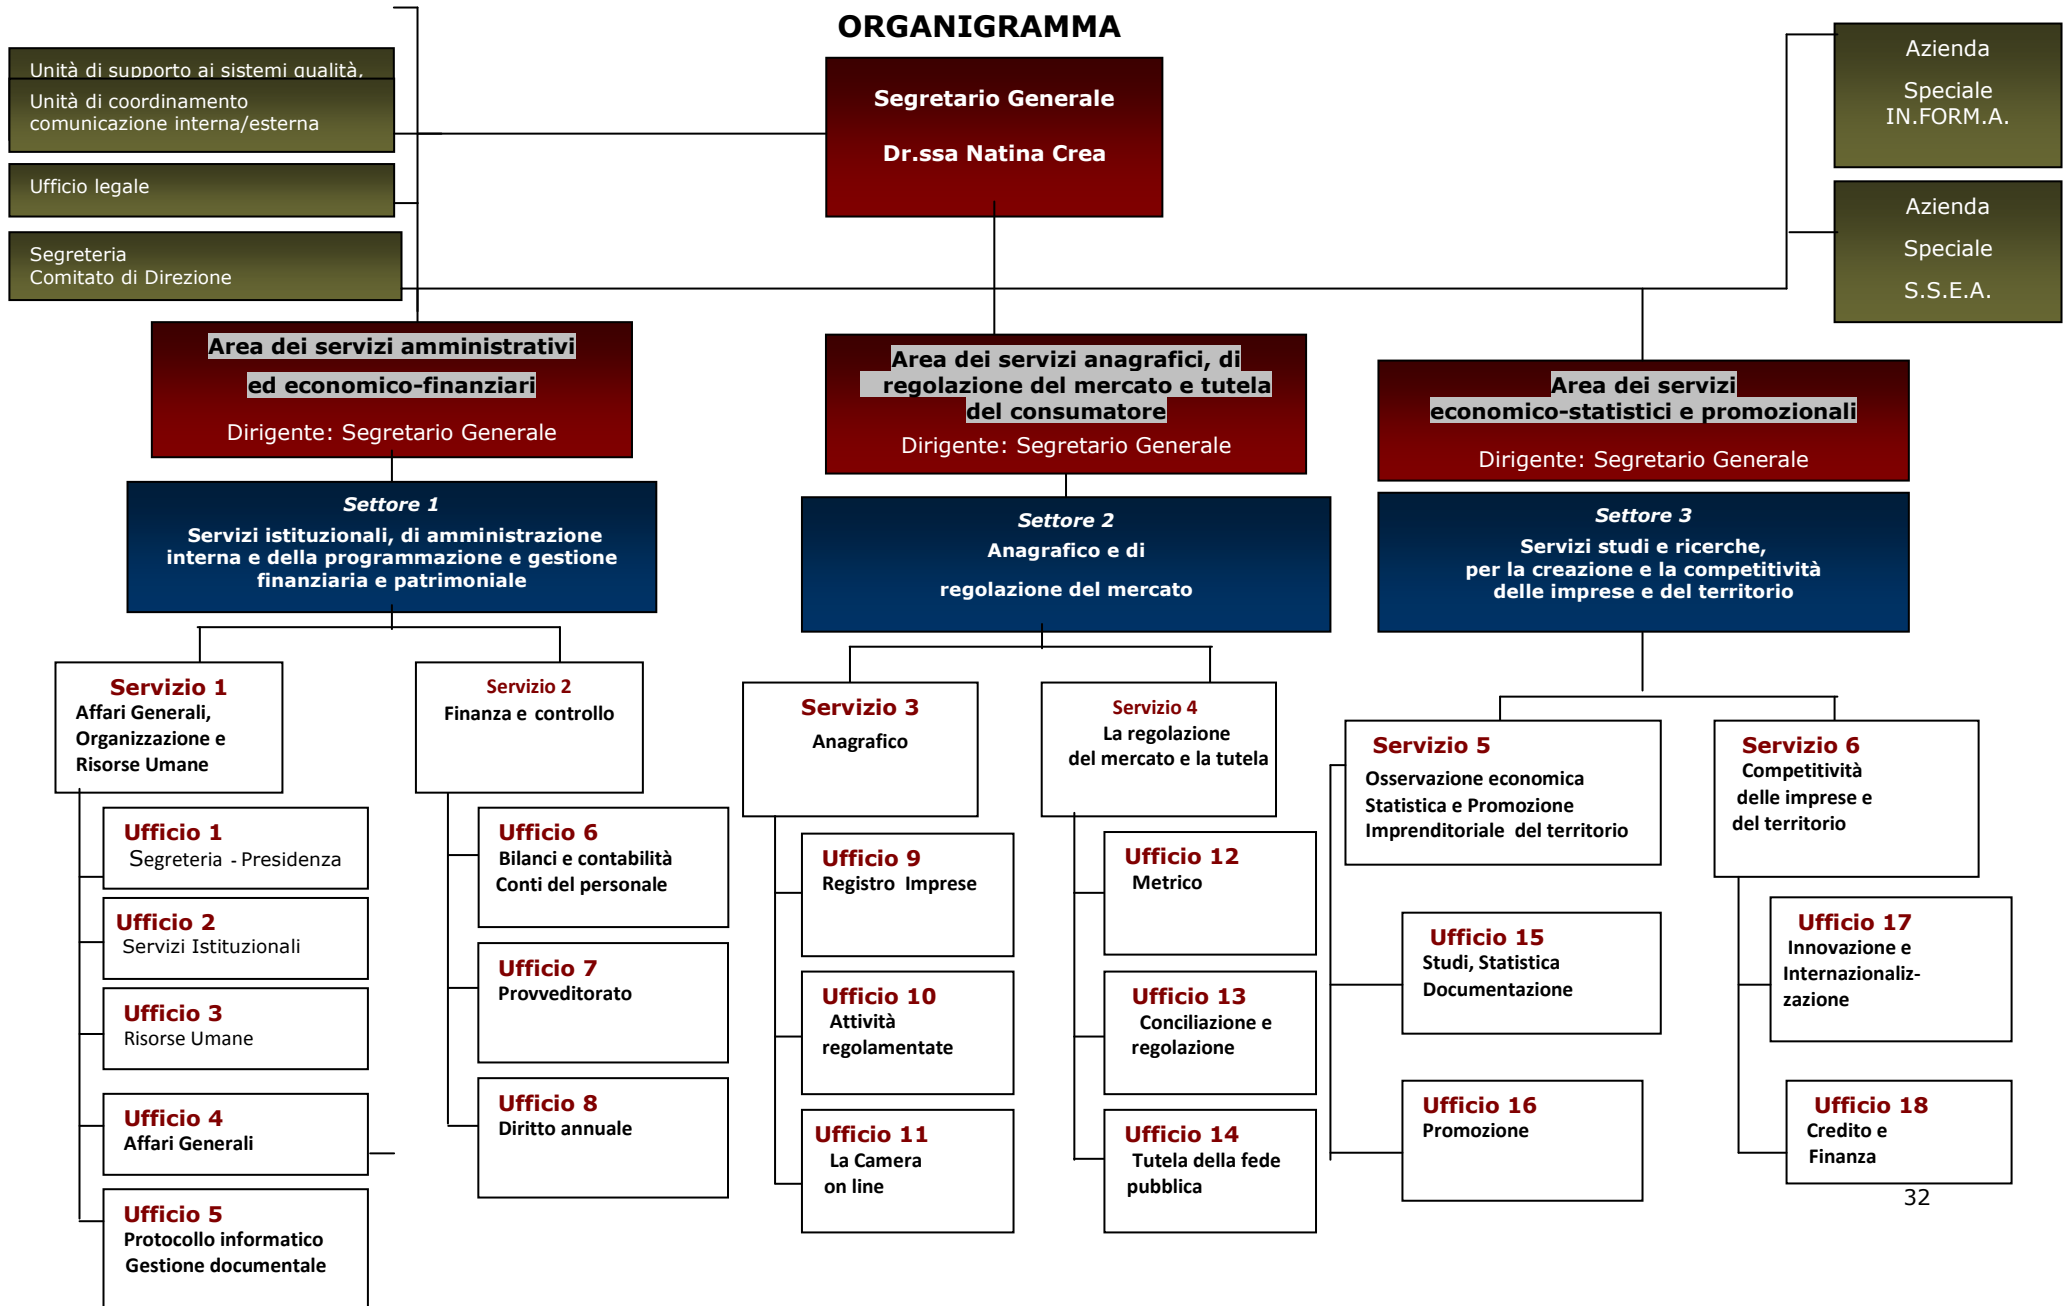 ORGANIGRAMMA
Unità di supporto ai sistemi qualità,
Unità di coordinamento
comunicazione interna/esterna
Ufficio legale
Segreteria
Comitato di Direzione
Segretario Generale
Dr.ssa Natina Crea
Azienda
Speciale
IN.FORM.A.
Azienda
Speciale
S.S.E.A.
Area dei servizi amministrativi
ed economico-finanziari
Dirigente: Segretario Generale
Area dei servizi anagrafici, di
regolazione del mercato e tutela
del consumatore
Dirigente: Segretario Generale
Area dei servizi
economico-statistici e promozionali
Dirigente: Segretario Generale
Settore 1
Servizi istituzionali, di amministrazione
interna e della programmazione e gestione
finanziaria e patrimoniale
Settore 2
Anagrafico e di
regolazione del mercato
Settore 3
Servizi studi e ricerche,
per la creazione e la competitività
delle imprese e del territorio
Servizio 1
Affari Generali,
Organizzazione e
Risorse Umane
Ufficio 1
Segreteria - Presidenza
Ufficio 2
Servizi Istituzionali
Ufficio 3
Risorse Umane
Ufficio 4
Affari Generali
Ufficio 5
Protocollo informatico
Gestione documentale
Servizio 2
Finanza e controllo
Ufficio 6
Bilanci e contabilità
Conti del personale
Ufficio 7
Provveditorato
Ufficio 8
Diritto annuale
Servizio 3
Anagrafico
Ufficio 9
Registro Imprese
Ufficio 10
Attività
regolamentate
Ufficio 11
La Camera
on line
Servizio 4
La regolazione
del mercato e la tutela
Ufficio 12
Metrico
Ufficio 13
Conciliazione e
regolazione
Ufficio 14
Tutela della fede
pubblica
Servizio 5
Osservazione economica
Statistica e Promozione
Imprenditoriale del territorio
Ufficio 15
Studi, Statistica
Documentazione
Ufficio 16
Promozione
Servizio 6
Competitività
delle imprese e
del territorio
Ufficio 17
Innovazione e
Internazionaliz-
zazione
Ufficio 18
Credito e
Finanza
32